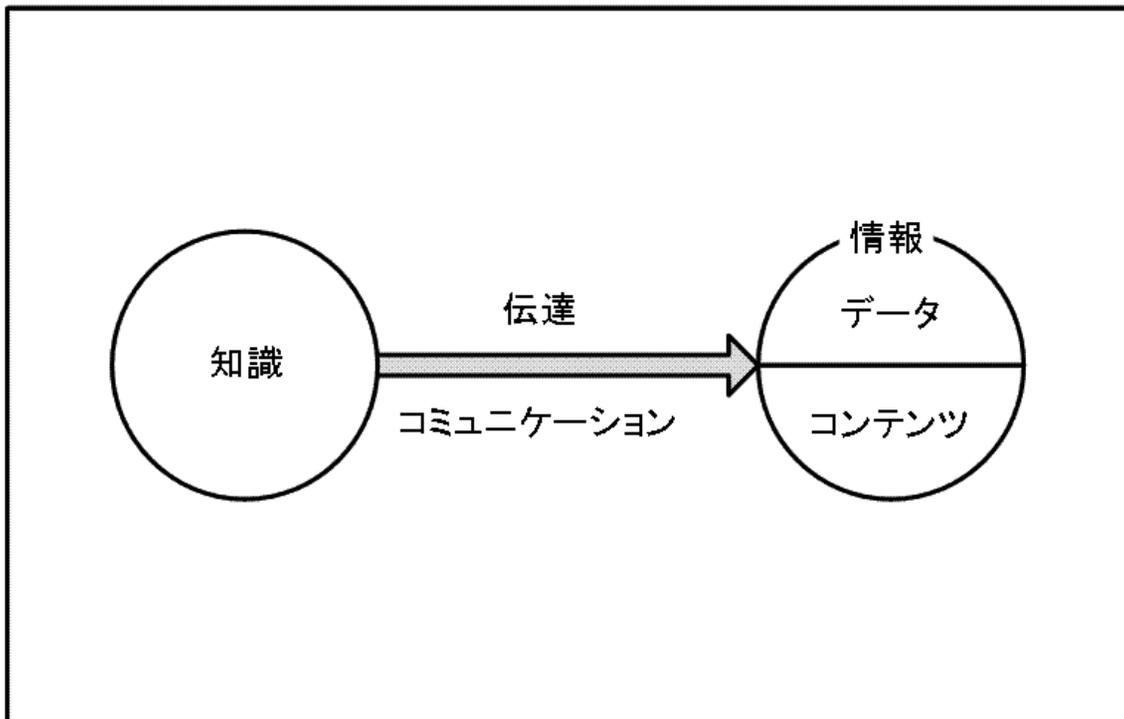 知識
伝達
コミュニケーション
情報
データ
コンテンツ